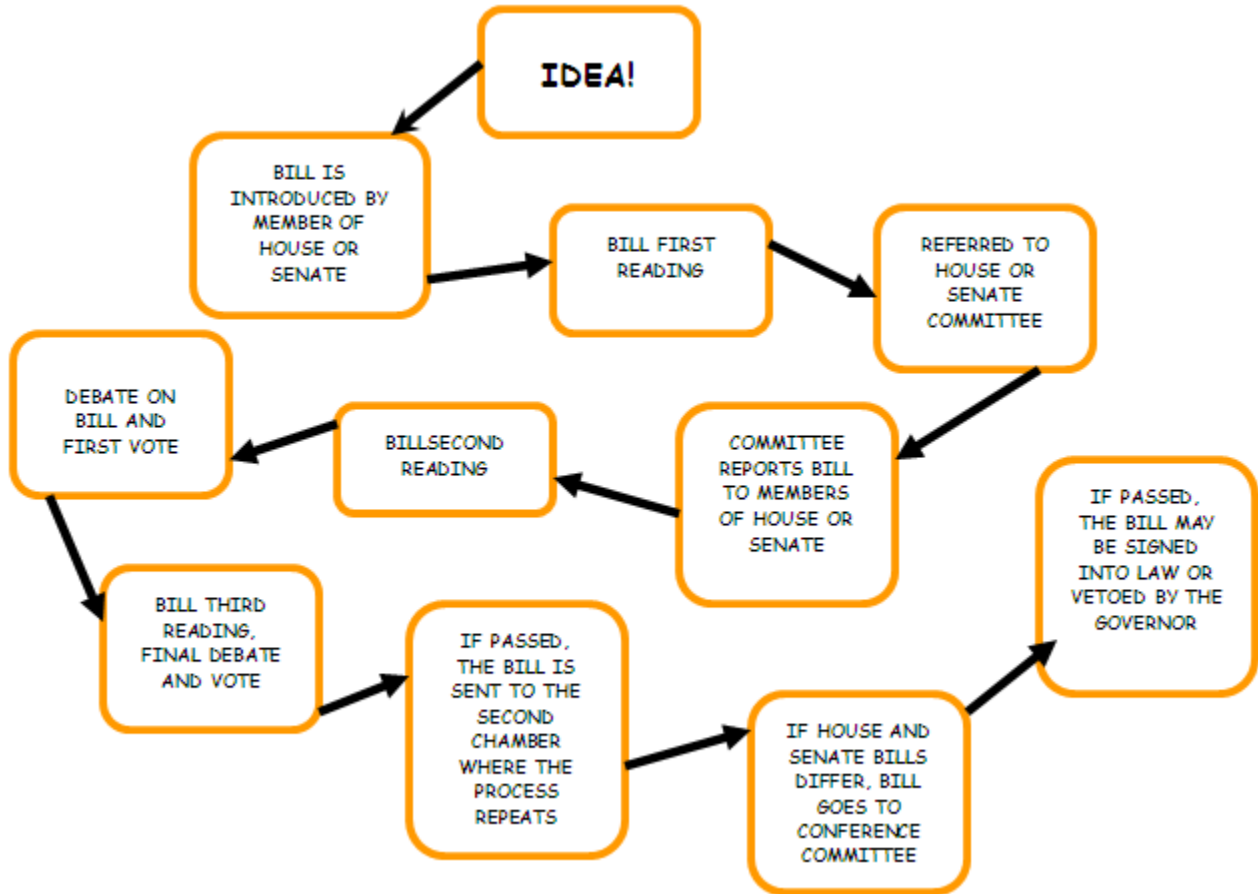 IDEA!
BILL IS
INTRODUCED BY
MEMBER OF
HOUSE OR
SENATE
BILL FIRST
READING
REFERRED TO
HOUSE OR
SENATE
COMMITTEE
COMMITTEE
REPORTS BILL
TO MEMBERS
OF HOUSE OR
SENATE
BILLSECOND
READING
DEBATE ON
BILL AND
FIRST VOTE
BILL THIRD
READING,
FINAL DEBATE
AND VOTE
IF PASSED,
THE BILL IS
SENT TO THE
SECOND
CHAMBER
WHERE THE
PROCESS
REPEATS
IF HOUSE AND
SENATE BILLS
DIFFER, BILL
GOES TO
CONFERENCE
COMMITTEE
IF PASSED,
THE BILL MAY
BE SIGNED
INTO LAW OR
VETOED BY THE
GOVERNOR